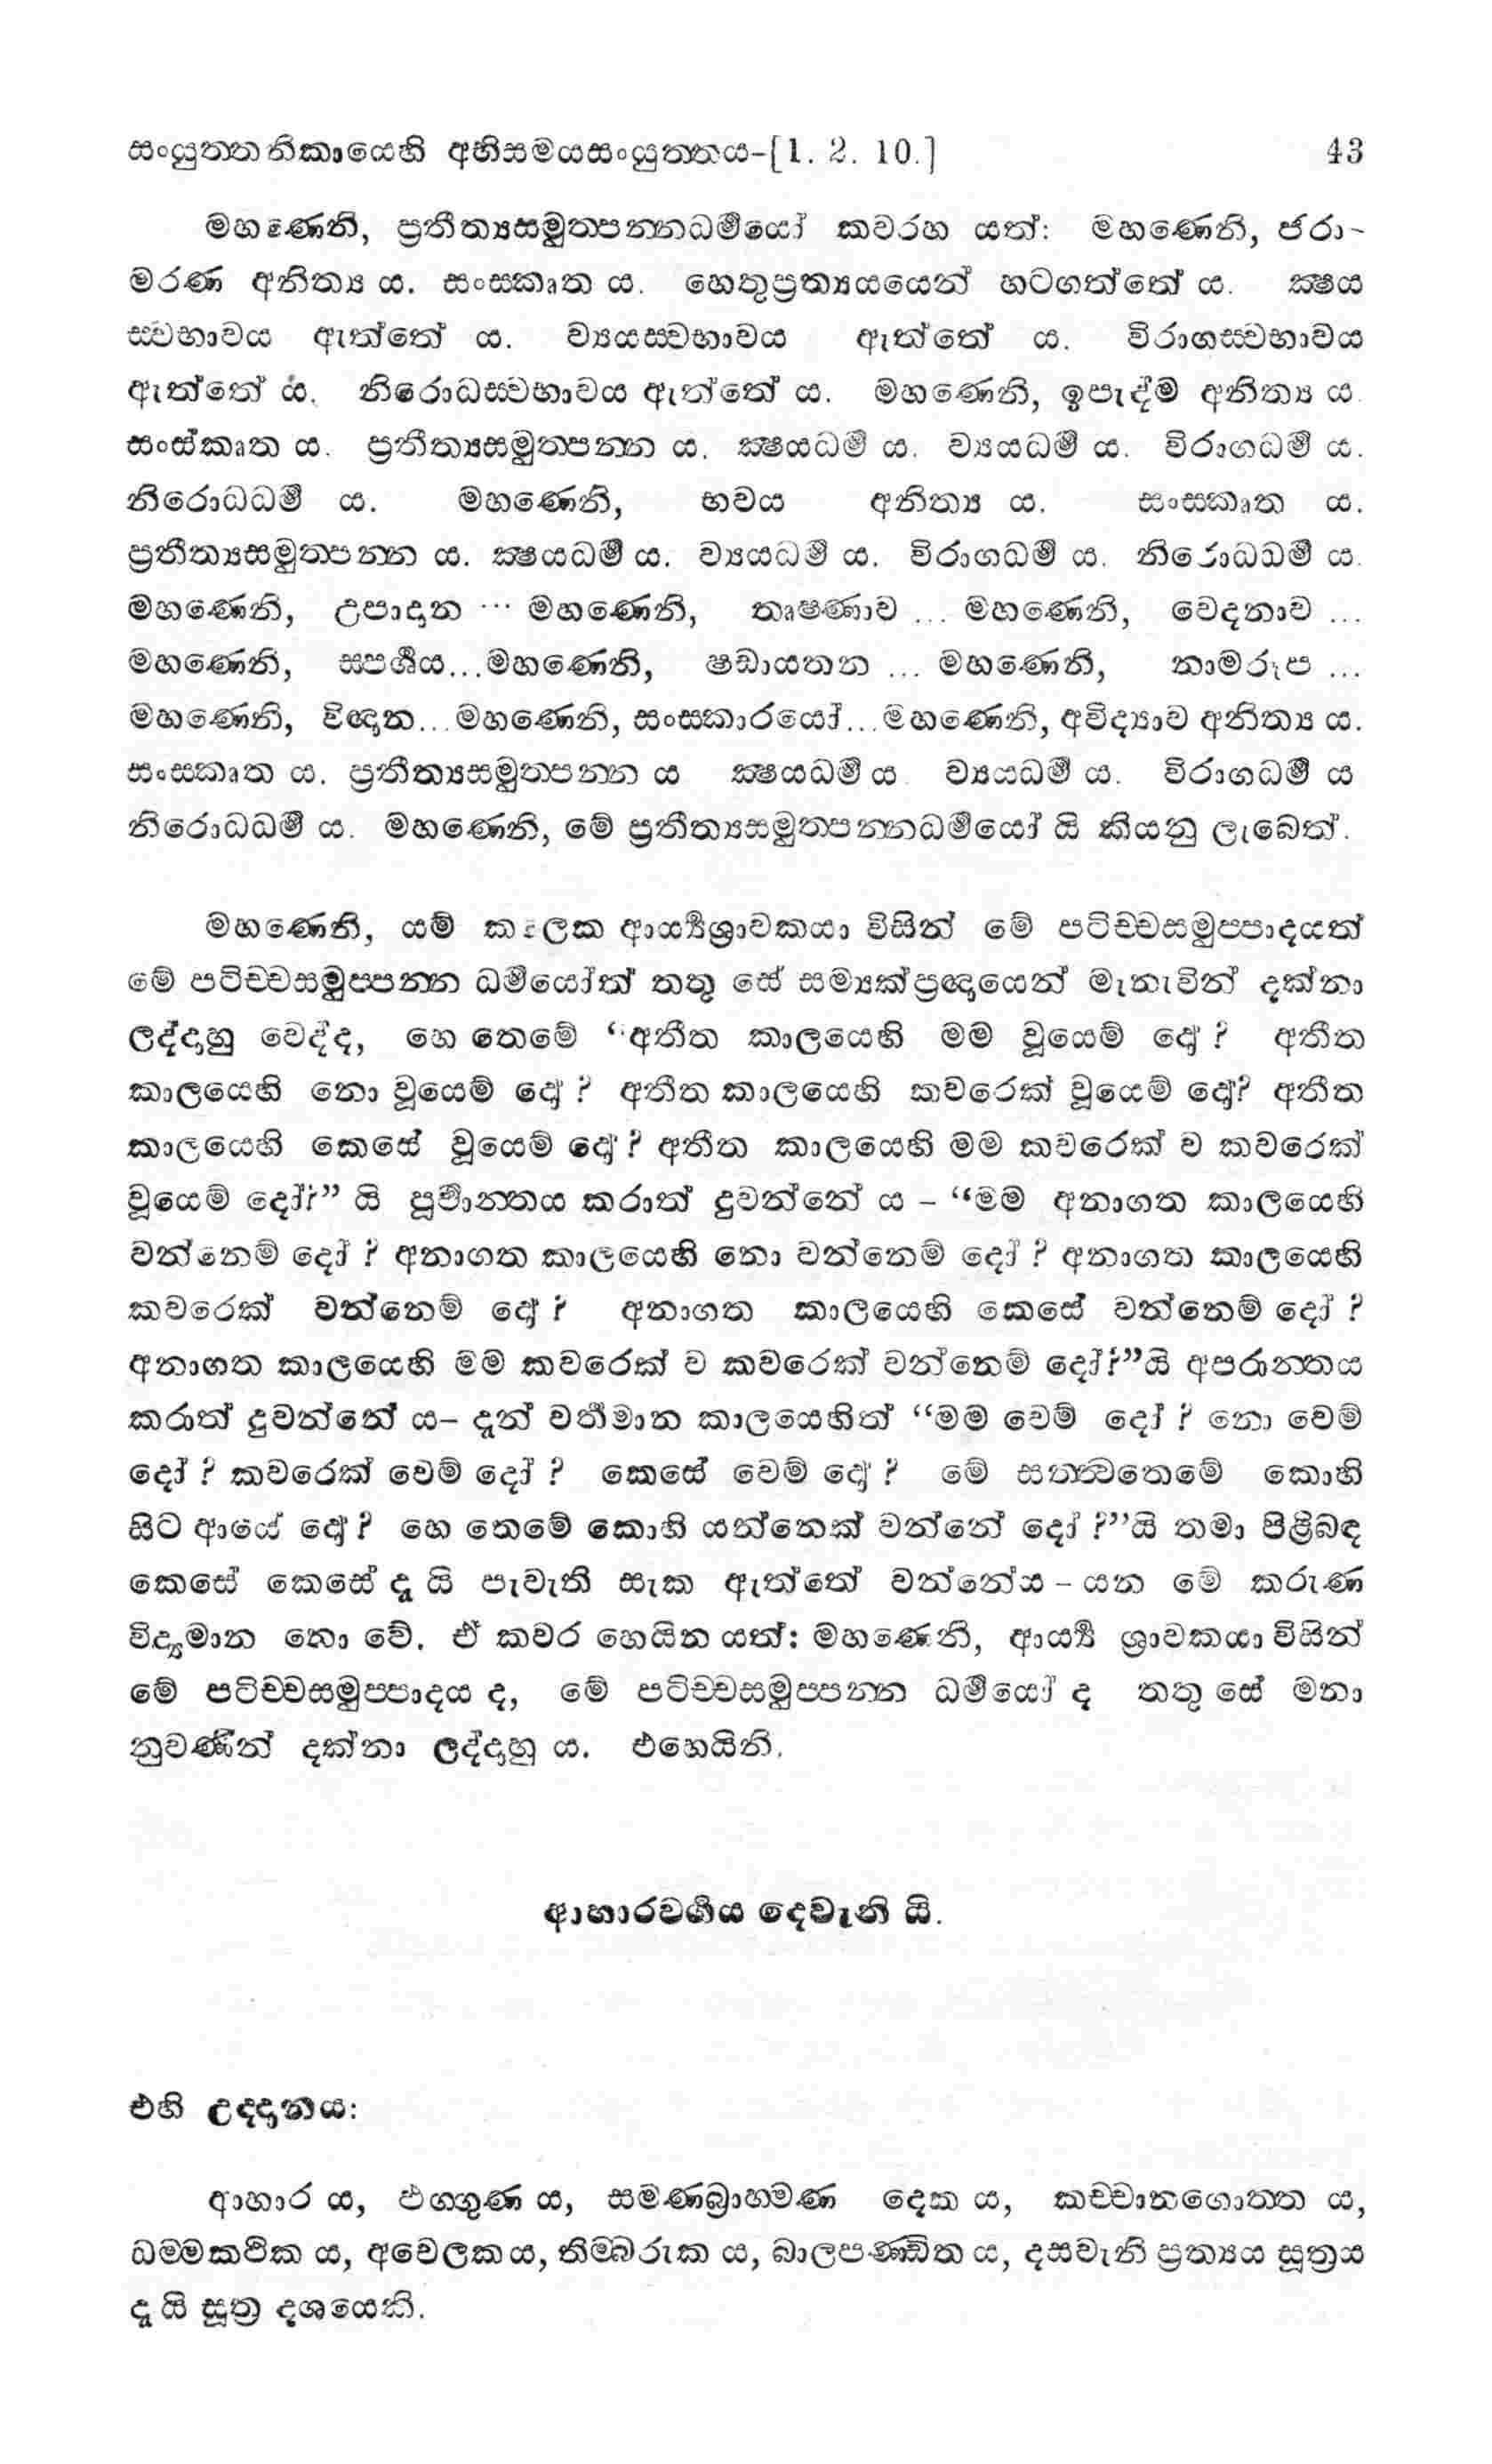 සංයුත්තනිකායෙහි අභිසමයසංයුත්තය-[1. 2. 10.] 43
මහණෙනි, ප්‍රතීත්‍යසමුත්පන්නධර්මයෝ කවරහ යත්: මහණෙනි, ජරා-
මරණ අනිත්‍ය ය. සංස්කෘත ය. හෙතුප්‍රත්‍යයයෙන් හටගත්තේ ය. ක්ෂය
ස්වභාවය ඇත්තේ ය. ව්‍යයස්වභාවය ඇත්තේ ය. විරාගස්වභාවය
ඇත්තේ ය. නිරොධස්වභාවය ඇත්තේ ය. මහණෙනි, ඉපැද්ම අනිත්‍ය ය.
සංස්කෘත ය. ප්‍රතීත්‍යසමුත්පන්න ය. ක්ෂයධර්මී ය. ව්‍යයධර්මී ය. විරාගධර්මී ය.
නිරොධධර්මී ය. මහණෙනි, භවය අනිත්‍ය ය. සංස්කෘත ය.
ප්‍රතීත්‍යසමුත්පන්න ය. ක්ෂයධර්මී ය. ව්‍යයධර්මී ය. විරාගධර්මී ය. නිරොධධර්මී ය.
මහණෙනි, උපාදාන ... මහණෙනි, තෘෂ්ණාව ... මහණෙනි, වෙදනාව ...
මහණෙනි, ස්පර්ශය...මහණෙනි, ෂඩායතන ... මහණෙනි, නාමරූප ...
මහණෙනි, විඥාන...මහණෙනි, සංස්කාරයෝ...මහණෙනි, අවිද්‍යාව අනිත්‍ය ය.
සංස්කෘත ය. ප්‍රතීත්‍යසමුත්පන්න ය ක්ෂයධර්මී ය. ව්‍යයධර්මී ය. විරාගධර්මී ය
නිරොධධර්මී ය. මහණෙනි, මේ ප්‍රතීත්‍යසමුත්පන්නධර්මයෝ යි කියනු ලැබෙත්.
මහණෙනි, යම් කලෙක ආර්‍ය්‍යශ්‍රාවකයා විසින් මේ පටිච්චසමුප්පාදයත්
මේ පටිච්චසමුප්පන්න ධර්මයෝත් තතු සේ සම්‍යක්ප්‍රඥායෙන් මැනැවින් දක්නා
ලද්දාහු වෙද්ද, හෙ තෙමේ “අතීත කාලයෙහි මම වූයෙම් දෝ ? අතීත
කාලයෙහි නො වූයෙම් දෝ ? අතීත කාලයෙහි කවරෙක් වූයෙම් දෝ? අතීත
කාලයෙහි කෙසේ වූයෙම් දෝ ? අතීත කාලයෙහි මම කවරෙක් ව කවරෙක්
වූයෙම් දෝ?” යි පූර්වාන්තය කරාත් දුවන්නේ ය – “මම අනාගත කාලයෙහි
වන්නෙම් දෝ ? අනාගත කාලයෙහි නො වන්නෙම් දෝ ? අනාගත කාලයෙහි
කවරෙක් වන්නෙම් දෝ ? අනාගත කාලයෙහි කෙසේ වන්නෙම් දෝ ?
අනාගත කාලයෙහි මම කවරෙක් ව කවරෙක් වන්නෙම් දෝ?”යි අපරාන්තය
කරාත් දුවන්නේ ය– දැන් වර්තමාන කාලයෙහිත් “මම වෙම් දෝ ? නො වෙම්
දෝ ? කවරෙක් වෙම් දෝ ? කෙසේ වෙම් දෝ ? මේ සත්ත්වතෙමේ කොහි
සිට ආයේ දෝ ? හෙ තෙමේ කොහි යන්නෙක් වන්නේ දෝ ?”යි තමා පිළිබඳ
කෙසේ කෙසේ දැ යි පැවැති සැක ඇත්තේ වන්නේය – යන මේ කරුණ
විද්‍යමාන නො වේ. ඒ කවර හෙයින යත්: මහණෙනි, ආර්‍ය්‍ය ශ්‍රාවකයා විසින්
මේ පටිච්චසමුප්පාදය ද, මේ පටිච්චසමුප්පන්න ධර්මයෝ ද තතු සේ මනා
නුවණින් දක්නා ලද්දාහු ය. එහෙයිනි.
ආහාරවර්ගය දෙවැනි යි.
එහි උද්දානය:
ආහාර ය, ඵග්ගුණ ය, සමණබ්‍රාහ්මණ දෙක ය, කච්චානගොත්ත ය,
ධම්මකථික ය, අචෙලක ය, තිම්බරුක ය, බාලපණ්ඩිත ය, දසවැනි ප්‍රත්‍යය සූත්‍රය
දැ යි සූත්‍ර දශයෙකි.